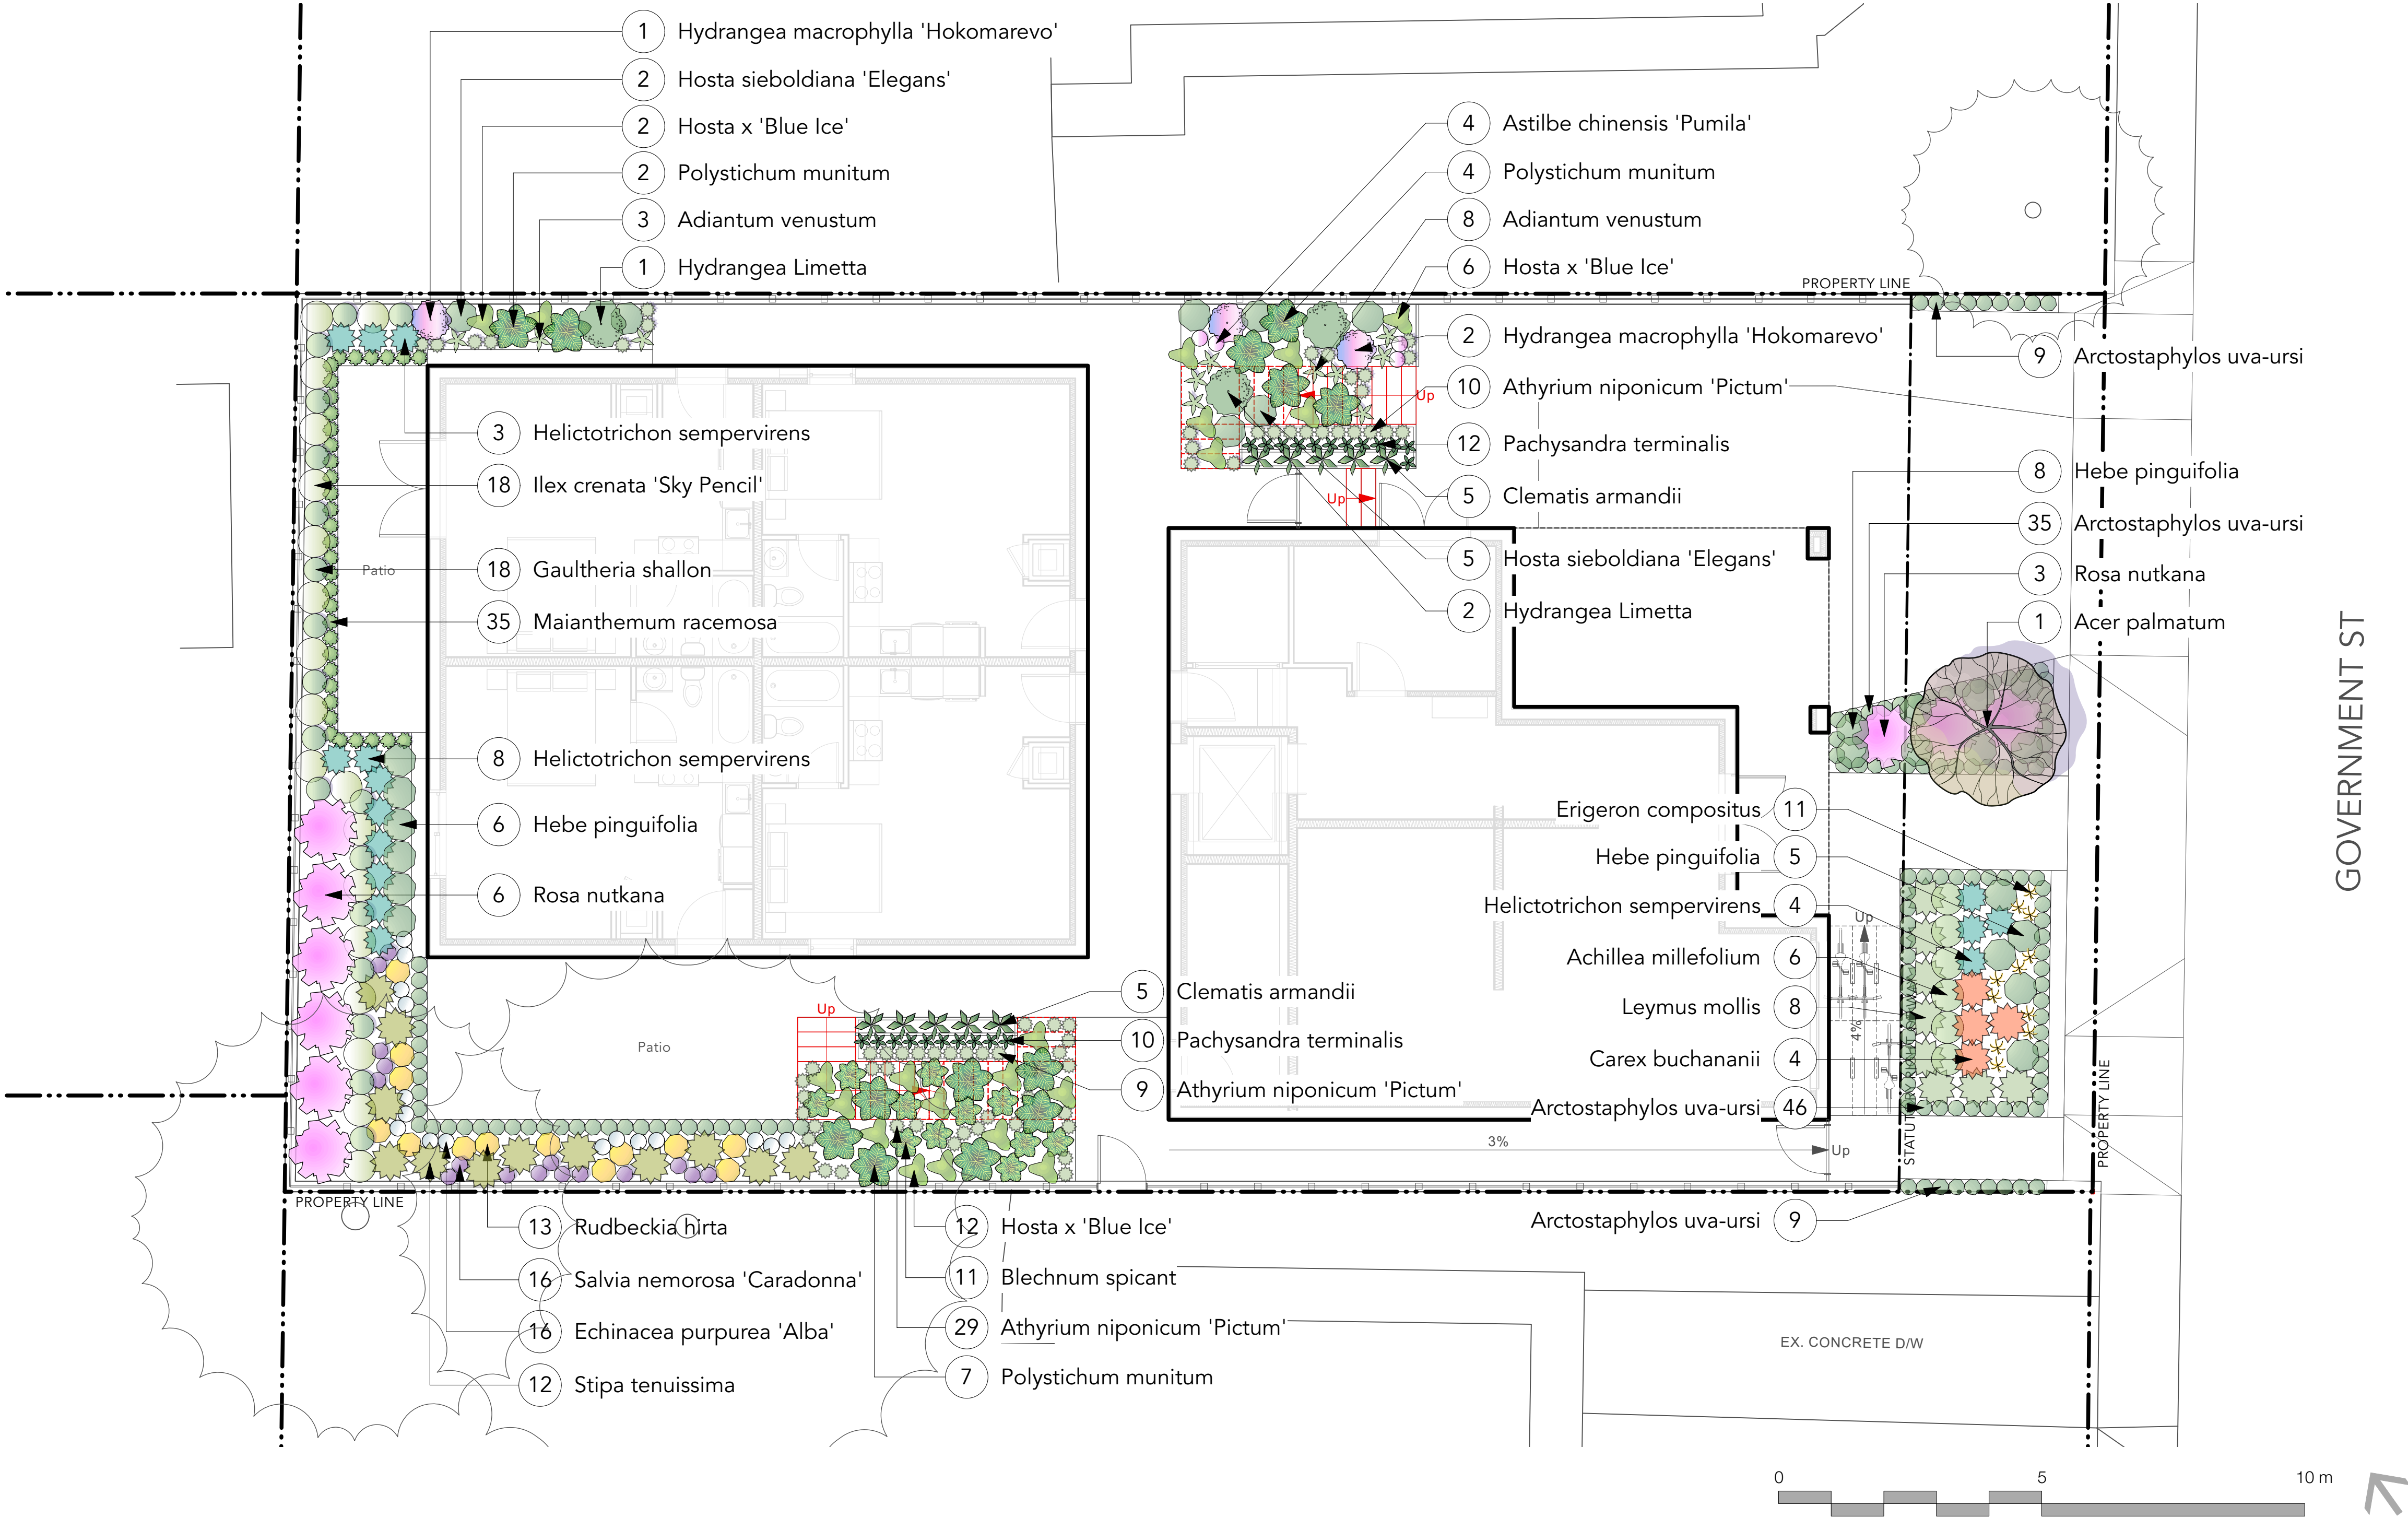 1 Hydrangea macrophylla 'Hokomarevo'
2 Hosta sieboldiana 'Elegans'
2 Hosta x 'Blue Ice'
2 Polystichum munitum
3 Adiantum venustum
1 Hydrangea Limetta
4 Astilbe chinensis 'Pumila'
4 Polystichum munitum
8 Adiantum venustum
6 Hosta x 'Blue Ice'
2 Hydrangea macrophylla 'Hokomarevo'
10 Athyrium niponicum 'Pictum'
12 Pachysandra terminalis
5 Clematis armandii
5 Hosta sieboldiana 'Elegans'
2 Hydrangea Limetta
Up
Up
PROPERTY LINE
9 Arctostaphylos uva-ursi
8 Hebe pinguifolia
35 Arctostaphylos uva-ursi
3 Rosa nutkana
1 Acer palmatum
GOVERNMENT ST
3 Helictotrichon sempervirens
18 Ilex crenata 'Sky Pencil'
18 Gaultheria shallon
35 Maianthemum racemosa
Patio
8 Helictotrichon sempervirens
6 Hebe pinguifolia
6 Rosa nutkana
Erigeron compositus 11
Hebe pinguifolia 5
Helictotrichon sempervirens 4
Achillea millefolium 6
Leymus mollis 8
Carex buchananii 4
Arctostaphylos uva-ursi 46
Up
4%
PROPERTY LINE
5 Clematis armandii
10 Pachysandra terminalis
9 Athyrium niponicum 'Pictum'
Up
Patio
3%
Up
Arctostaphylos uva-ursi 9
PROPERTY LINE
13 Rudbeckia hirta
16 Salvia nemorosa 'Caradonna'
16 Echinacea purpurea 'Alba'
12 Stipa tenuissima
12 Hosta x 'Blue Ice'
11 Blechnum spicant
29 Athyrium niponicum 'Pictum'
7 Polystichum munitum
EX. CONCRETE D/W
0 5 10 m